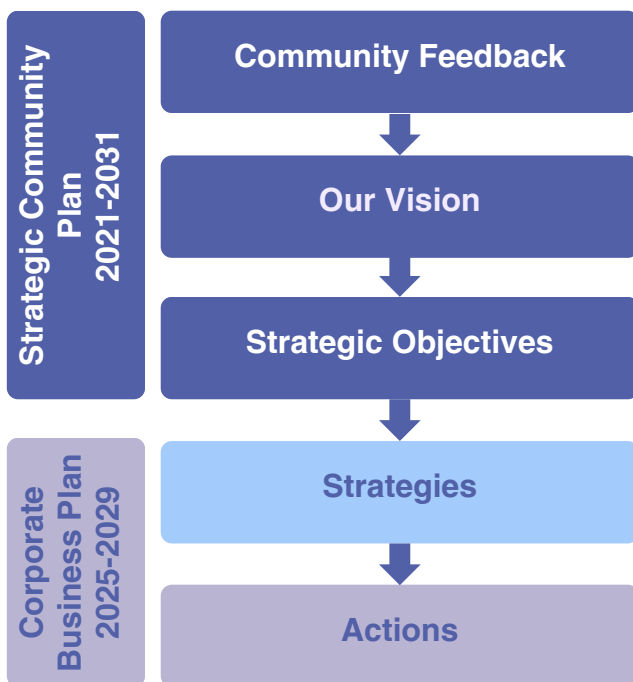 Strategic Community
Plan
2021-2031
Community Feedback
Our Vision
Strategic Objectives
Corporate
Business Plan
2025-2029
Strategies
Actions